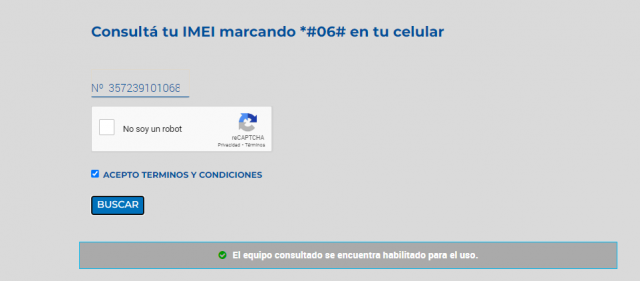 Consultá tu IMEI marcando *#06# en tu celular
Nº 357239101068
No soy un robot
reCAPTCHA
Privacidad • Términos
ACEPTO TERMINOS Y CONDICIONES
BUSCAR
El equipo consultado se encuentra habilitado para el uso.